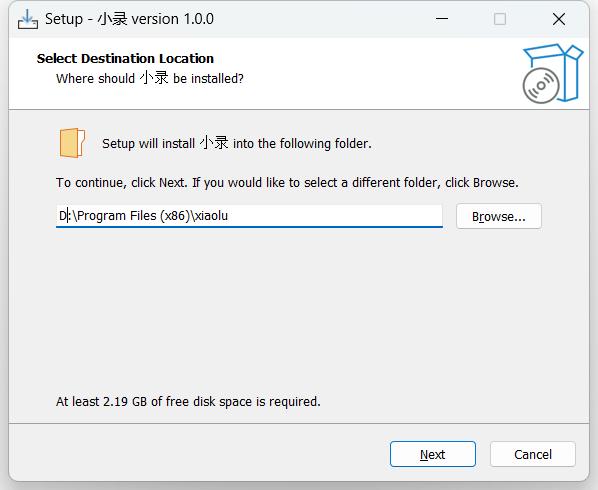 Setup - 小录 version 1.0.0
Select Destination Location
Where should 小录 be installed?
Setup will install 小录 into the following folder.
To continue, click Next. If you would like to select a different folder, click Browse.
D:\Program Files (x86)\xiaolu
Browse...
At least 2.19 GB of free disk space is required.
Next
Cancel